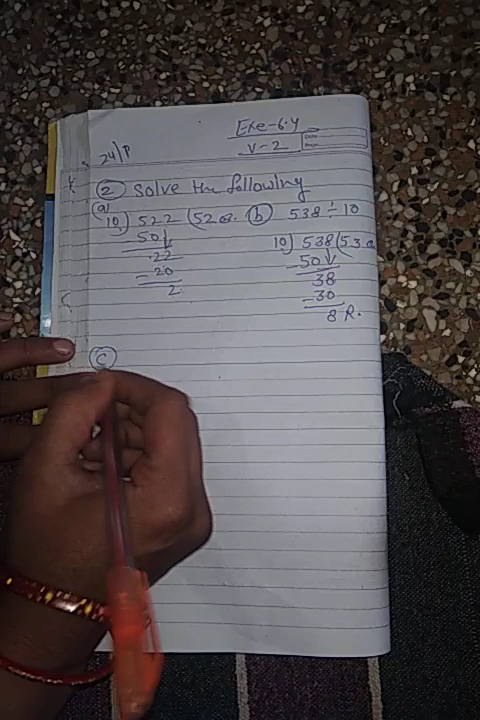 Exe-6.4
24/P
V-2
② Solve the following
(a) 10) 522 (52 Q.
50
22
- 20
2
(b) 538 ÷ 10
10) 538 (53 Q
- 50
38
- 30
8 R.
(c)